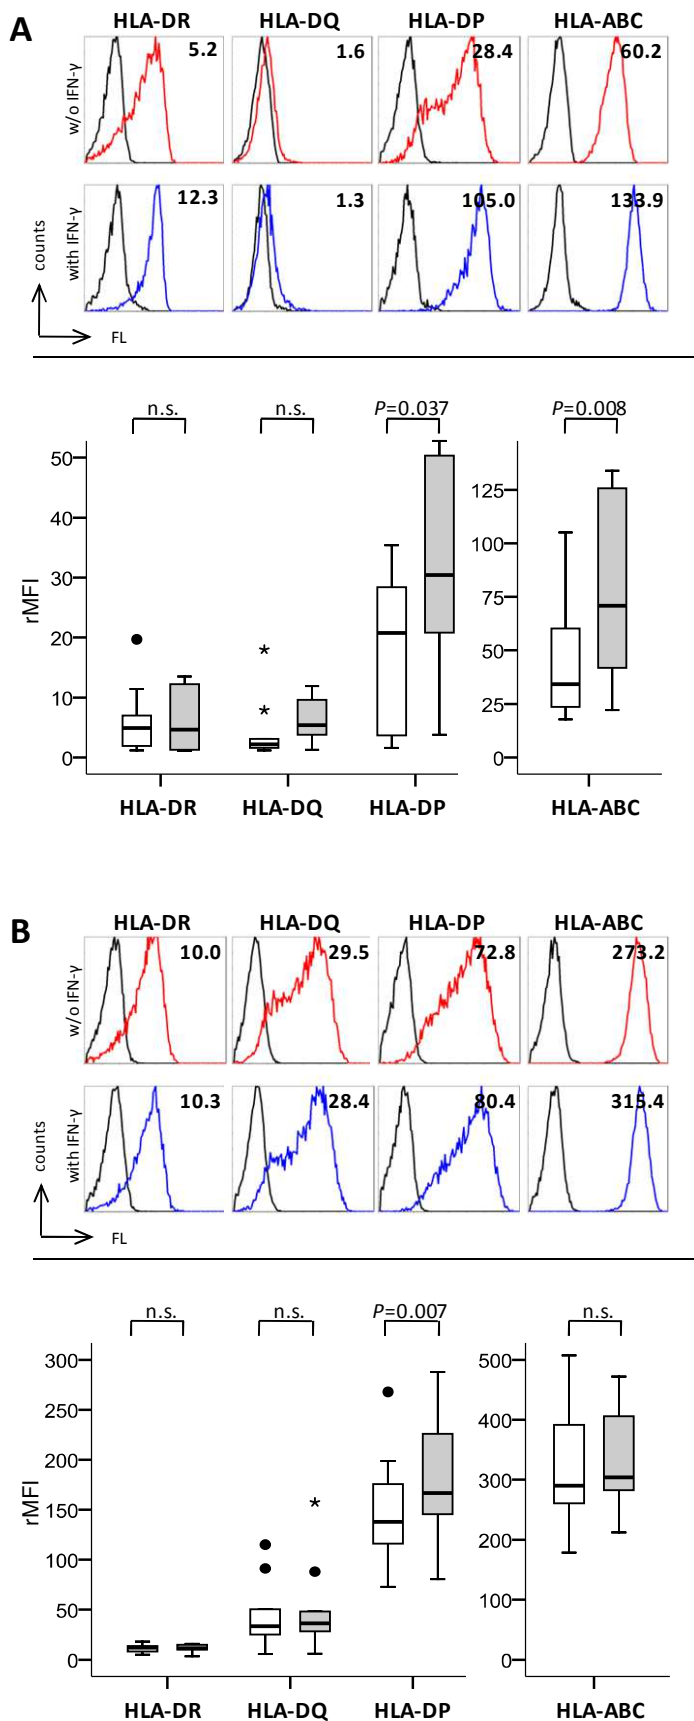 A
HLA-DR HLA-DQ HLA-DP HLA-ABC
w/o IFN-γ
5.2 1.6 28.4 60.2
with IFN-γ
12.3 1.3 105.0 133.9
counts
FL
n.s. n.s. P=0.037 P=0.008
rMFI
50
40
30
20
10
0
125
100
75
50
25
0
*
*
HLA-DR HLA-DQ HLA-DP HLA-ABC
B
HLA-DR HLA-DQ HLA-DP HLA-ABC
w/o IFN-γ
10.0 29.5 72.8 273.2
with IFN-γ
10.3 28.4 80.4 315.4
counts
FL
n.s. n.s. P=0.007 n.s.
rMFI
300
250
200
150
100
50
0
500
400
300
200
100
0
*
HLA-DR HLA-DQ HLA-DP HLA-ABC